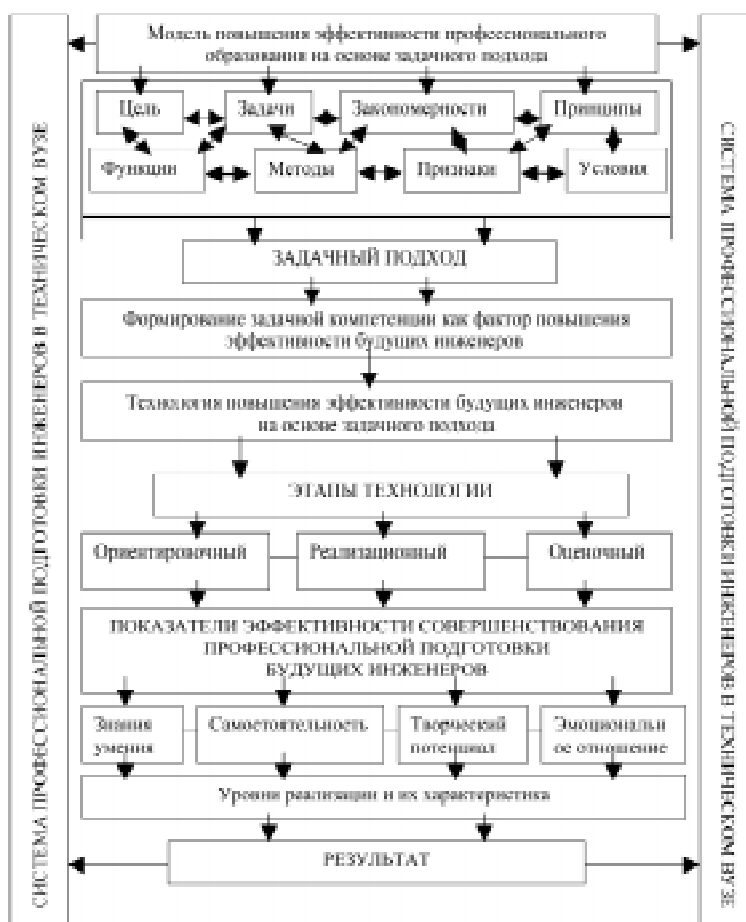 СИСТЕМА ПРОФЕССИОНАЛЬНОЙ ПОДГОТОВКИ ИНЖЕНЕРОВ В ТЕХНИЧЕСКОМ ВУЗЕ
Модель повышения эффективности профессионального
образования на основе задачного подхода
Цель Задачи Закономерности Принципы
Функции Методы Признаки Условия
ЗАДАЧНЫЙ ПОДХОД
Формирование задачной компетенции как фактор повышения
эффективности будущих инженеров
Технология повышения эффективности будущих инженеров
на основе задачного подхода
ЭТАПЫ ТЕХНОЛОГИИ
Ориентировочный Реализационный Оценочный
ПОКАЗАТЕЛИ ЭФФЕКТИВНОСТИ СОВЕРШЕНСТВОВАНИЯ
ПРОФЕССИОНАЛЬНОЙ ПОДГОТОВКИ
БУДУЩИХ ИНЖЕНЕРОВ
Знания Самостоятельность Творческий Эмоциональн
умения потенциал ое отношение
Уровни реализации и их характеристика
РЕЗУЛЬТАТ
СИСТЕМА ПРОФЕССИОНАЛЬНОЙ ПОДГОТОВКИ ИНЖЕНЕРОВ В ТЕХНИЧЕСКОМ ВУЗЕ